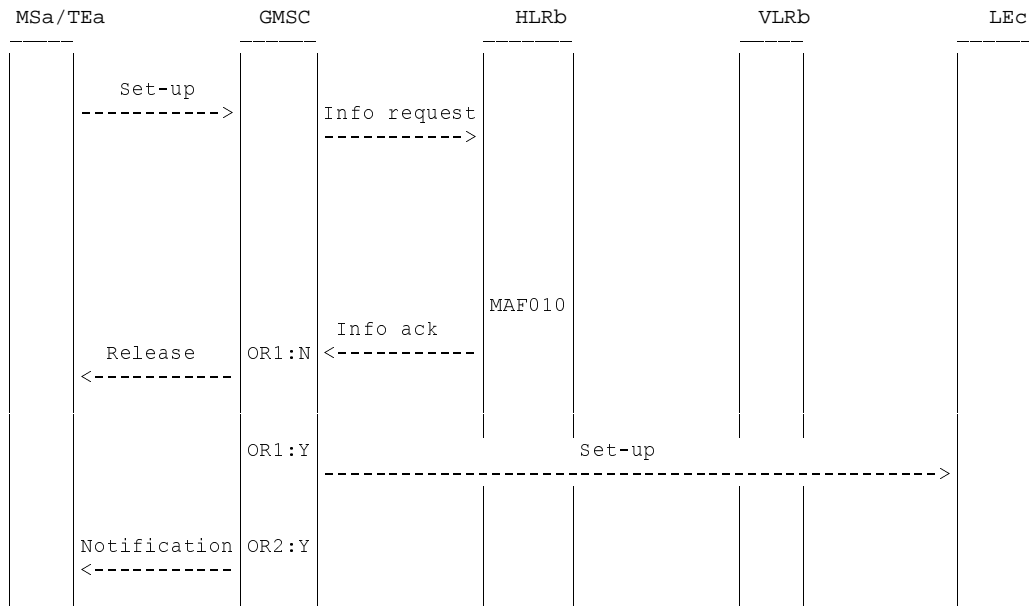 MSa/TEa GMSC HLRb VLRb LEc
Set-up
Info request
MAF010
Info ack
Release OR1:N
OR1:Y Set-up
Notification OR2:Y